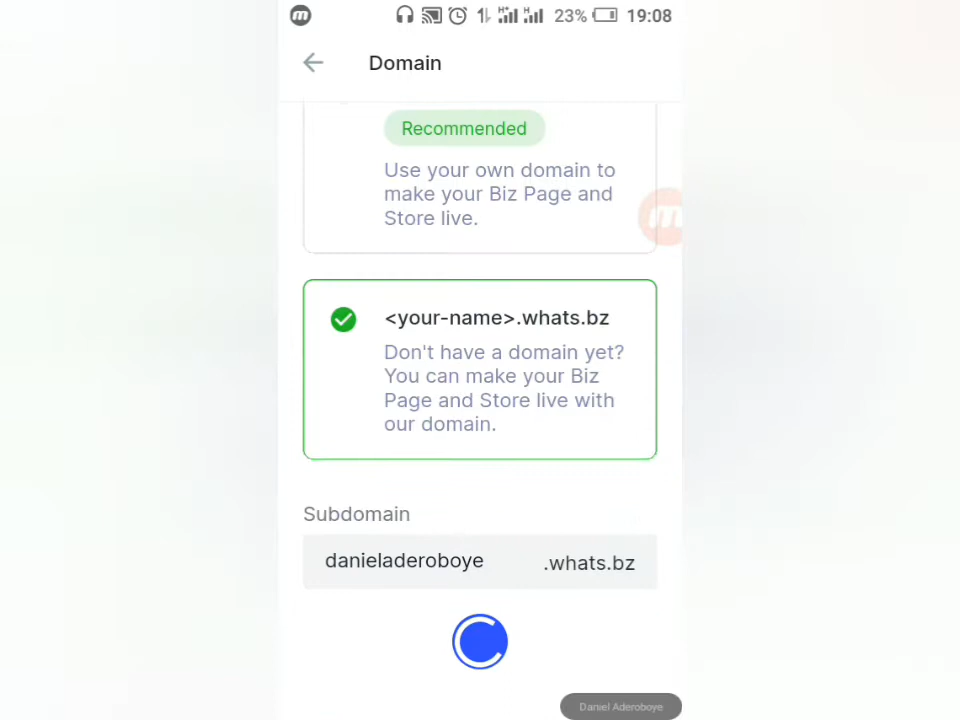 23% 19:08
Domain
Recommended
Use your own domain to
make your Biz Page and
Store live.
<your-name>.whats.bz
Don't have a domain yet?
You can make your Biz
Page and Store live with
our domain.
Subdomain
danieladeroboye .whats.bz
Daniel Aderoboye